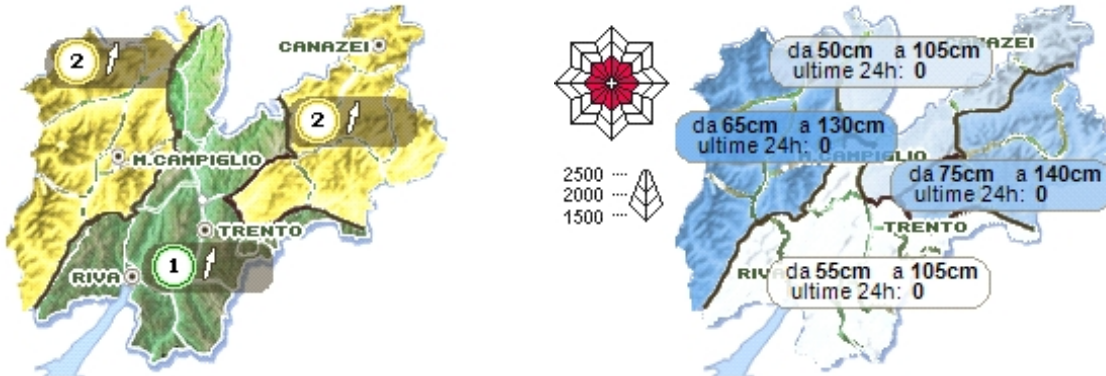 2
CANAZEI
2
M.CAMPIGLIO
TRENTO
1
RIVA
2500
2000
1500
da 50cm a 105cm
ultime 24h: 0
CANAZEI
da 65cm a 130cm
ultime 24h: 0
M.CAMPIGLIO
da 75cm a 140cm
ultime 24h: 0
TRENTO
RIVA
da 55cm a 105cm
ultime 24h: 0